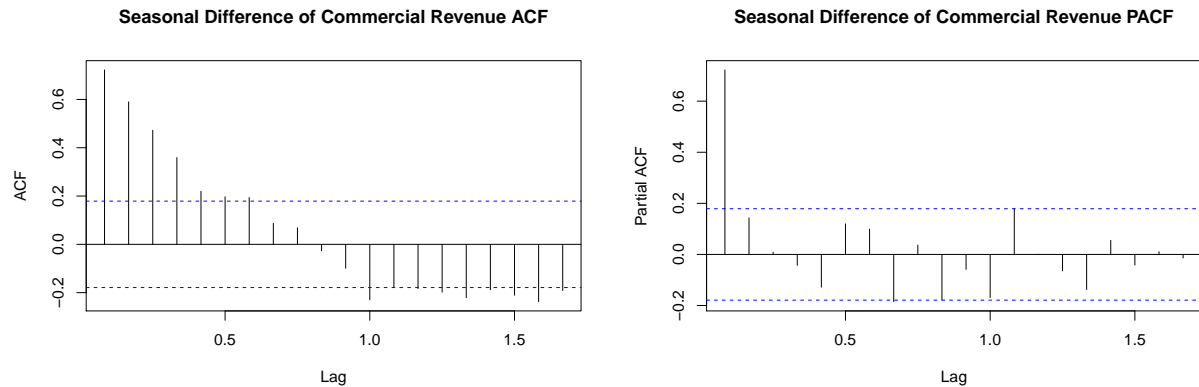 Seasonal Difference of Commercial Revenue ACF
ACF
0.6
0.4
0.2
0.0
−0.2
0.5
1.0
1.5
Lag
Seasonal Difference of Commercial Revenue PACF
Partial ACF
0.6
0.4
0.2
0.0
−0.2
0.5
1.0
1.5
Lag